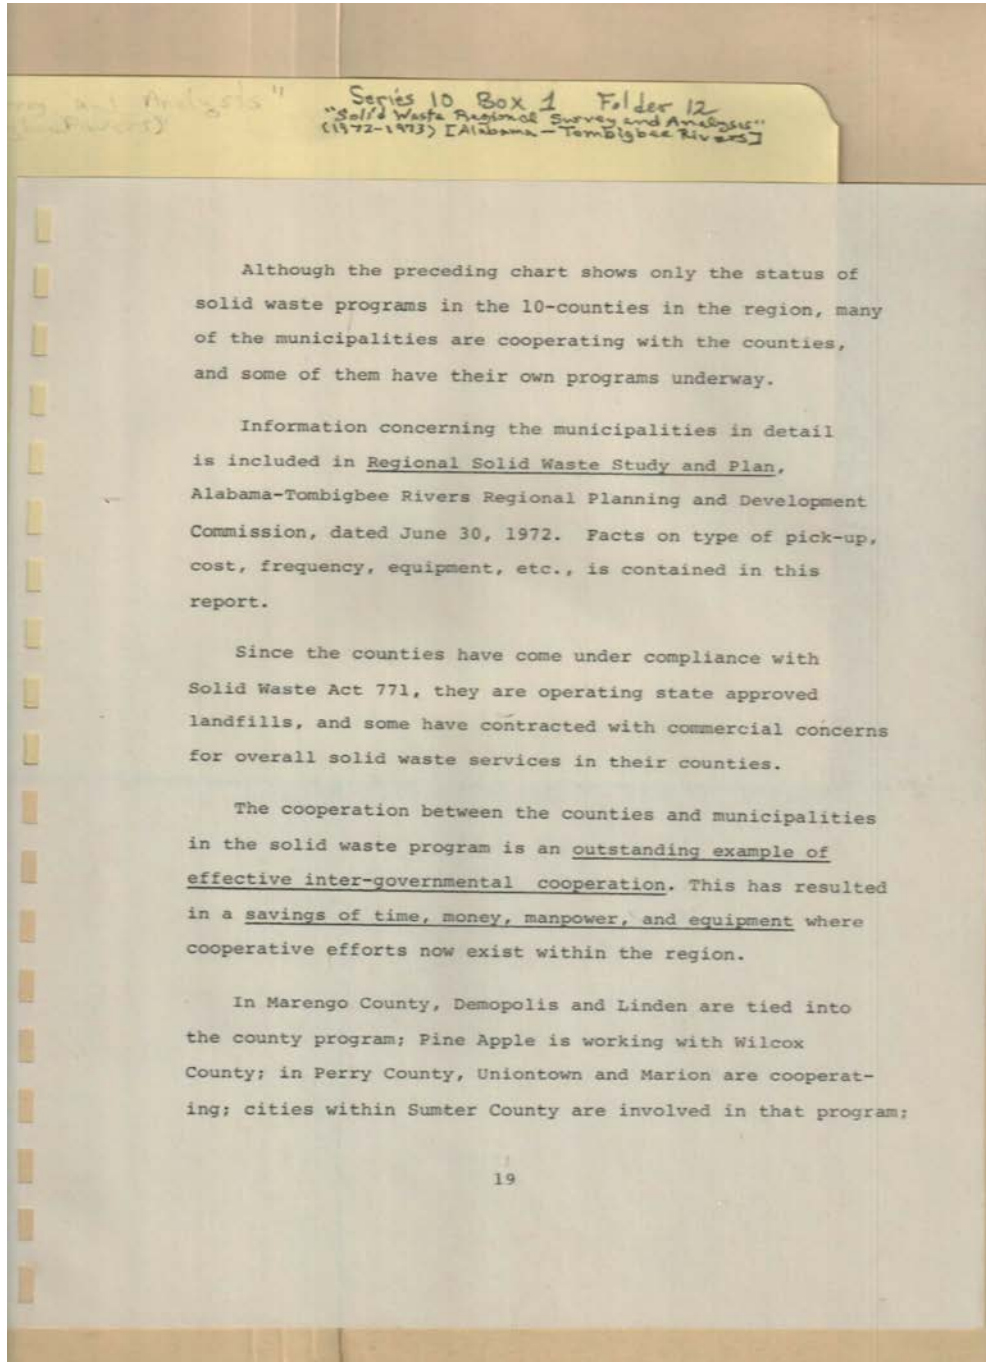 and Analysis"
Series 10 Box 1 Folder 12
"Solid Waste Regional Survey and Analysis"
(1972-1973) [Alabama - Tombigbee Rivers]
Although the preceding chart shows only the status of
solid waste programs in the 10-counties in the region, many
of the municipalities are cooperating with the counties,
and some of them have their own programs underway.
Information concerning the municipalities in detail
is included in Regional Solid Waste Study and Plan,
Alabama-Tombigbee Rivers Regional Planning and Development
Commission, dated June 30, 1972. Facts on type of pick-up,
cost, frequency, equipment, etc., is contained in this
report.
Since the counties have come under compliance with
Solid Waste Act 771, they are operating state approved
landfills, and some have contracted with commercial concerns
for overall solid waste services in their counties.
The cooperation between the counties and municipalities
in the solid waste program is an outstanding example of
effective inter-governmental cooperation. This has resulted
in a savings of time, money, manpower, and equipment where
cooperative efforts now exist within the region.
In Marengo County, Demopolis and Linden are tied into
the county program; Pine Apple is working with Wilcox
County; in Perry County, Uniontown and Marion are cooperat-
ing; cities within Sumter County are involved in that program;
19